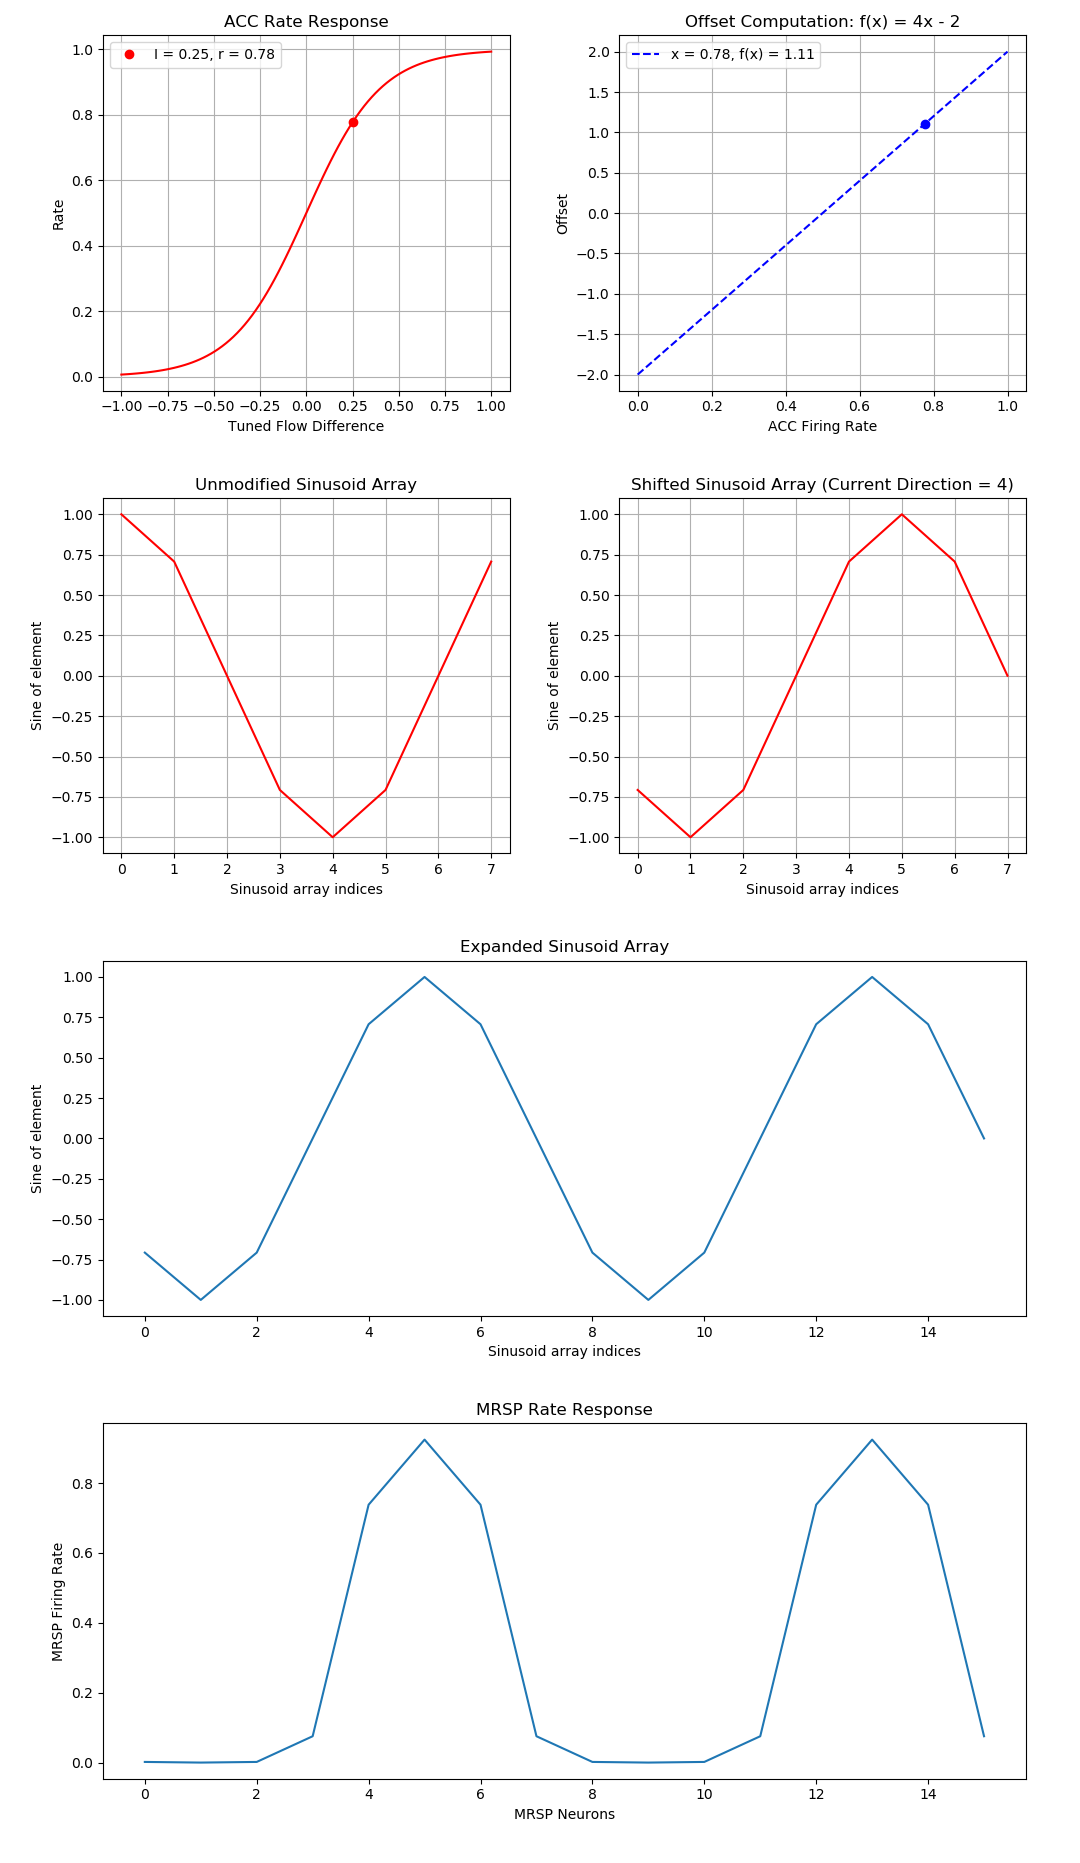 ACC Rate Response
I = 0.25, r = 0.78
1.0
0.8
0.6
0.4
0.2
0.0
Rate
−1.00 −0.75 −0.50 −0.25 0.00 0.25 0.50 0.75 1.00
Tuned Flow Difference
Offset Computation: f(x) = 4x - 2
x = 0.78, f(x) = 1.11
2.0
1.5
1.0
0.5
0.0
−0.5
−1.0
−1.5
−2.0
Offset
0.0 0.2 0.4 0.6 0.8 1.0
ACC Firing Rate
Unmodified Sinusoid Array
1.00
0.75
0.50
0.25
0.00
−0.25
−0.50
−0.75
−1.00
Sine of element
0 1 2 3 4 5 6 7
Sinusoid array indices
Shifted Sinusoid Array (Current Direction = 4)
1.00
0.75
0.50
0.25
0.00
−0.25
−0.50
−0.75
−1.00
Sine of element
0 1 2 3 4 5 6 7
Sinusoid array indices
Expanded Sinusoid Array
1.00
0.75
0.50
0.25
0.00
−0.25
−0.50
−0.75
−1.00
Sine of element
0 2 4 6 8 10 12 14
Sinusoid array indices
MRSP Rate Response
0.8
0.6
0.4
0.2
0.0
MRSP Firing Rate
0 2 4 6 8 10 12 14
MRSP Neurons